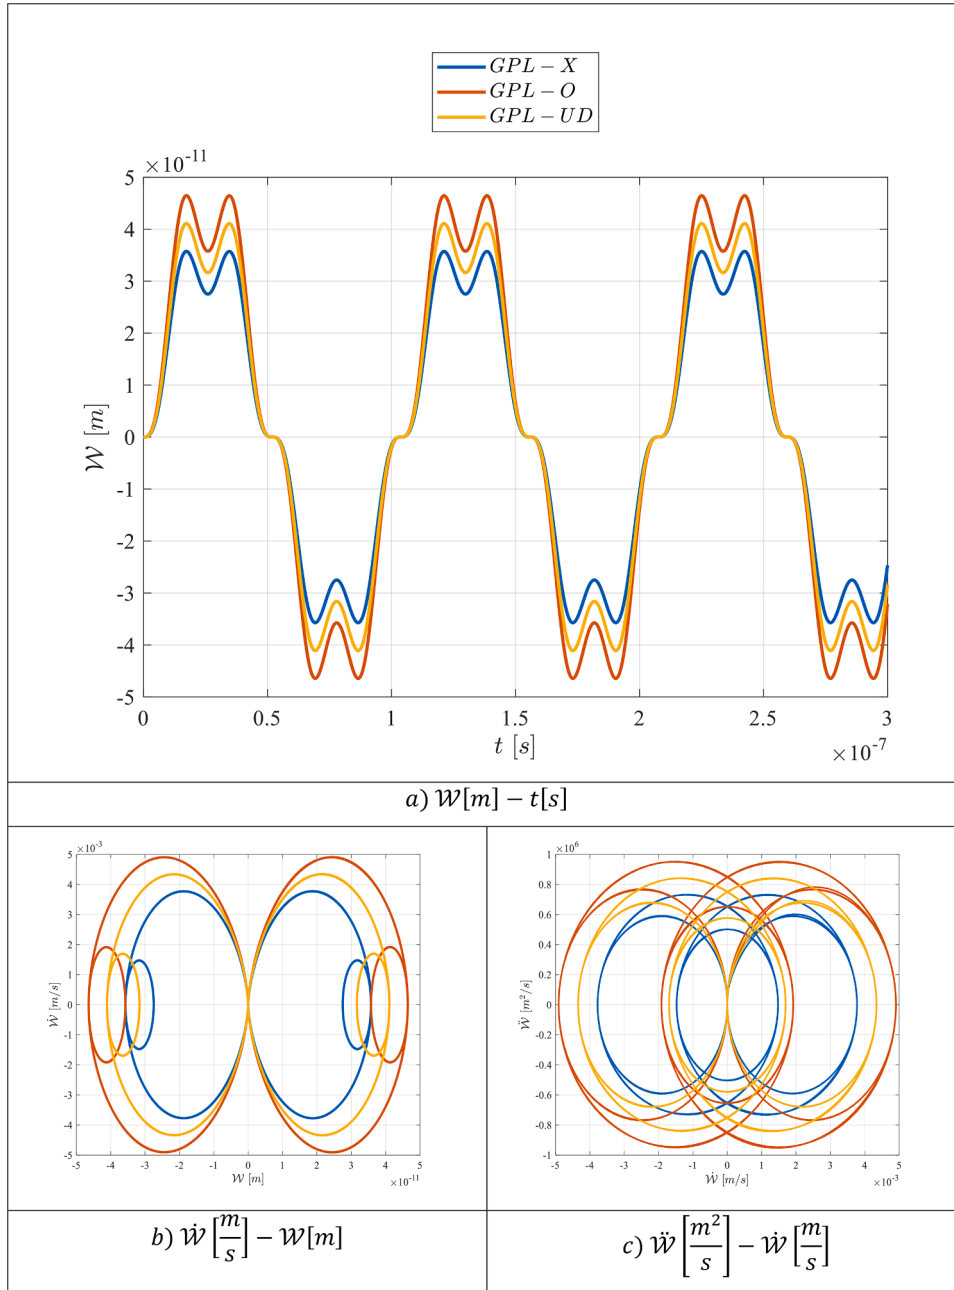 GPL − X
GPL − O
GPL − UD
×10⁻¹¹
5
4
3
2
1
0
-1
-2
-3
-4
-5
𝒲 [m]
0 0.5 1 1.5 2 2.5 3
t [s]
×10⁻⁷
a) 𝒲[m] − t[s]
×10⁻³
5
4
3
2
1
0
-1
-2
-3
-4
-5
𝒲̇ [m/s]
-5 -4 -3 -2 -1 0 1 2 3 4 5
𝒲 [m]
×10⁻¹¹
×10⁶
1
0.8
0.6
0.4
0.2
0
-0.2
-0.4
-0.6
-0.8
-1
𝒲̈ [m²/s]
-5 -4 -3 -2 -1 0 1 2 3 4 5
𝒲̇ [m/s]
×10⁻³
b) 𝒲̇ [m/s] − 𝒲[m]
c) 𝒲̈ [m²/s] − 𝒲̇ [m/s]